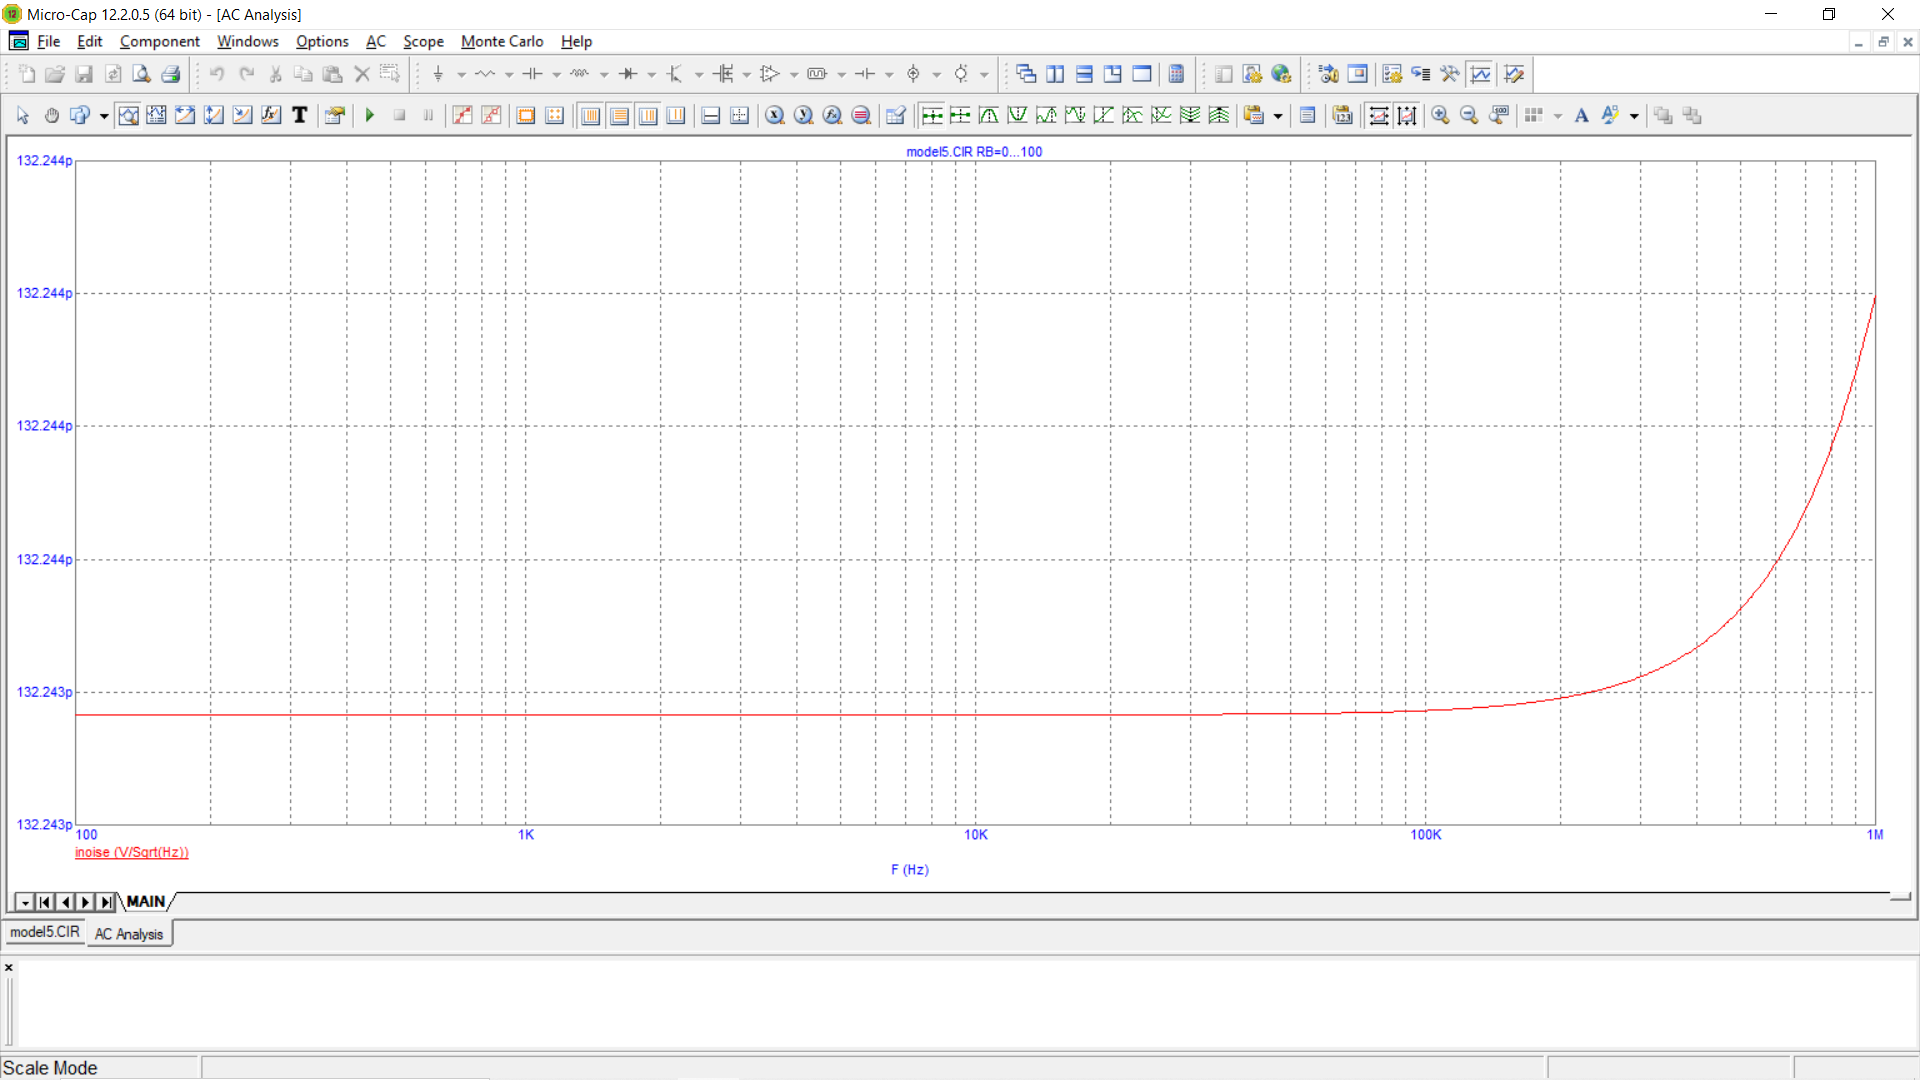 Micro-Cap 12.2.0.5 (64 bit) - [AC Analysis]
File Edit Component Windows Options AC Scope Monte Carlo Help
model5.CIR RB=0...100
132.244p
132.244p
132.244p
132.244p
132.243p
132.243p
100 1K 10K 100K 1M
inoise (V/Sqrt(Hz))
F (Hz)
MAIN
model5.CIR AC Analysis
Scale Mode